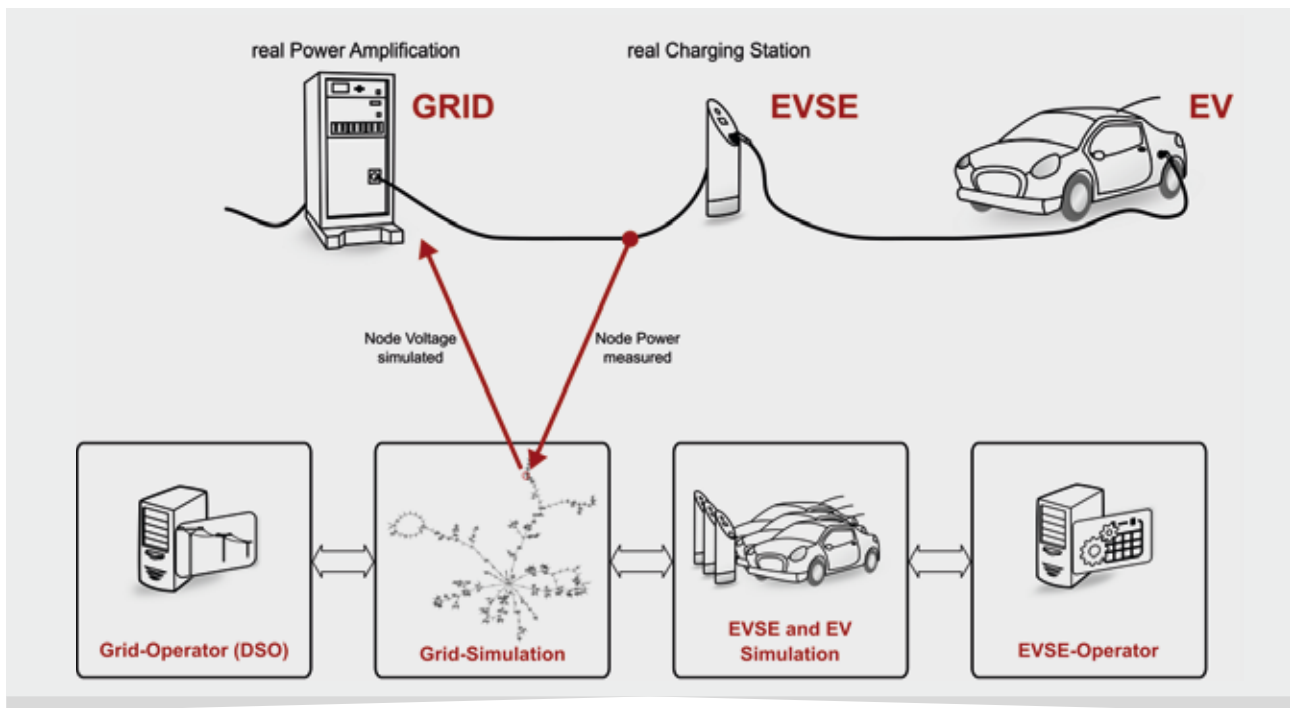 real Power Amplification
real Charging Station
GRID
EVSE
EV
Node Voltage
simulated
Node Power
measured
Grid-Operator (DSO)
Grid-Simulation
EVSE and EV
Simulation
EVSE-Operator